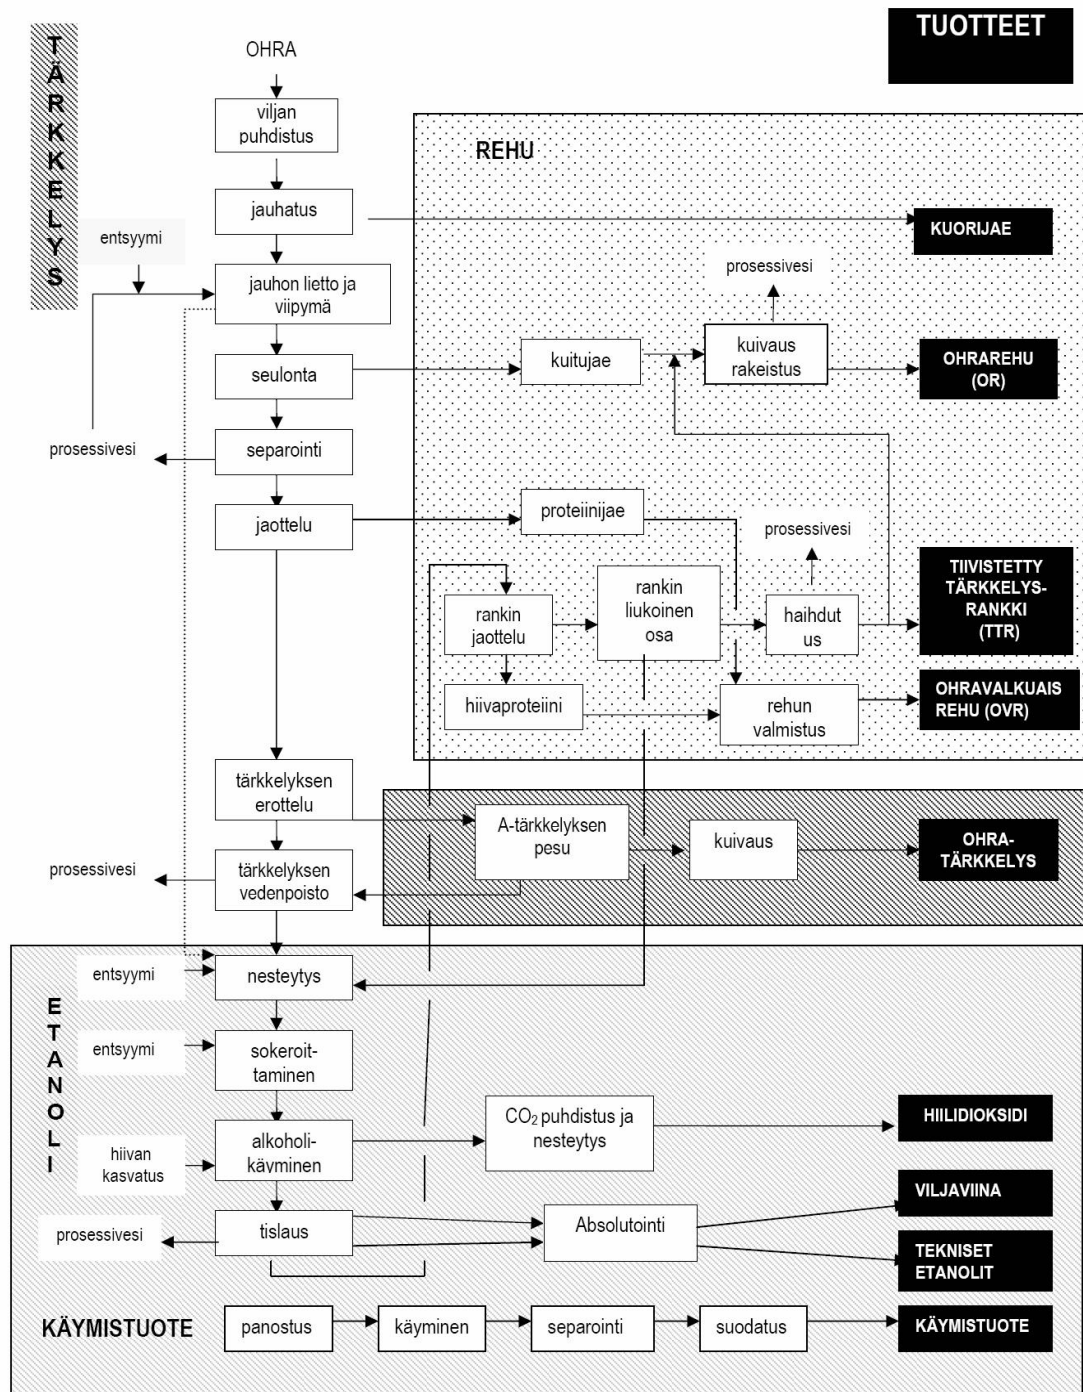 TUOTTEET
TÄRKKELYS
OHRA
viljan
puhdistus
REHU
jauhatus
KUORIJAE
entsyymi
jauhon lietto ja
viipymä
prosessivesi
seulonta
kuitujae
kuivaus
rakeistus
OHRAREHU
(OR)
prosessivesi
separointi
jaottelu
proteiinijae
prosessivesi
rankin
jaottelu
rankin
liukoinen
osa
haihdut
us
TIIVISTETTY
TÄRKKELYS-
RANKKI
(TTR)
hiivaproteiini
rehun
valmistus
OHRAVALKUAIS
REHU (OVR)
tärkkelyksen
erottelu
A-tärkkelyksen
pesu
kuivaus
OHRA-
TÄRKKELYS
prosessivesi
tärkkelyksen
vedenpoisto
ETANOLI
entsyymi
nesteytys
entsyymi
sokeroit-
taminen
hiivan
kasvatus
alkoholi-
käyminen
CO₂ puhdistus ja
nesteytys
HIILIDIOKSIDI
prosessivesi
tislaus
Absolutointi
VILJAVIINA
TEKNISET
ETANOLIT
KÄYMISTUOTE
panostus
käyminen
separointi
suodatus
KÄYMISTUOTE